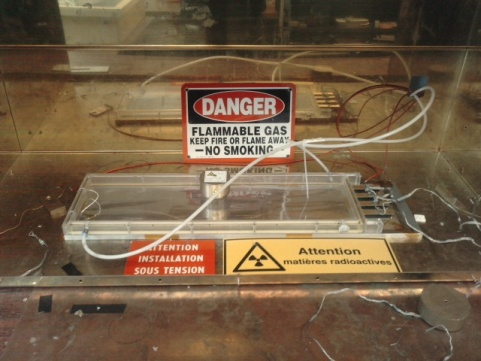 DANGER
FLAMMABLE GAS
KEEP FIRE OR FLAME AWAY
—NO SMOKING—
ATTENTION
INSTALLATION
SOUS TENSION
Attention
matières radioactives